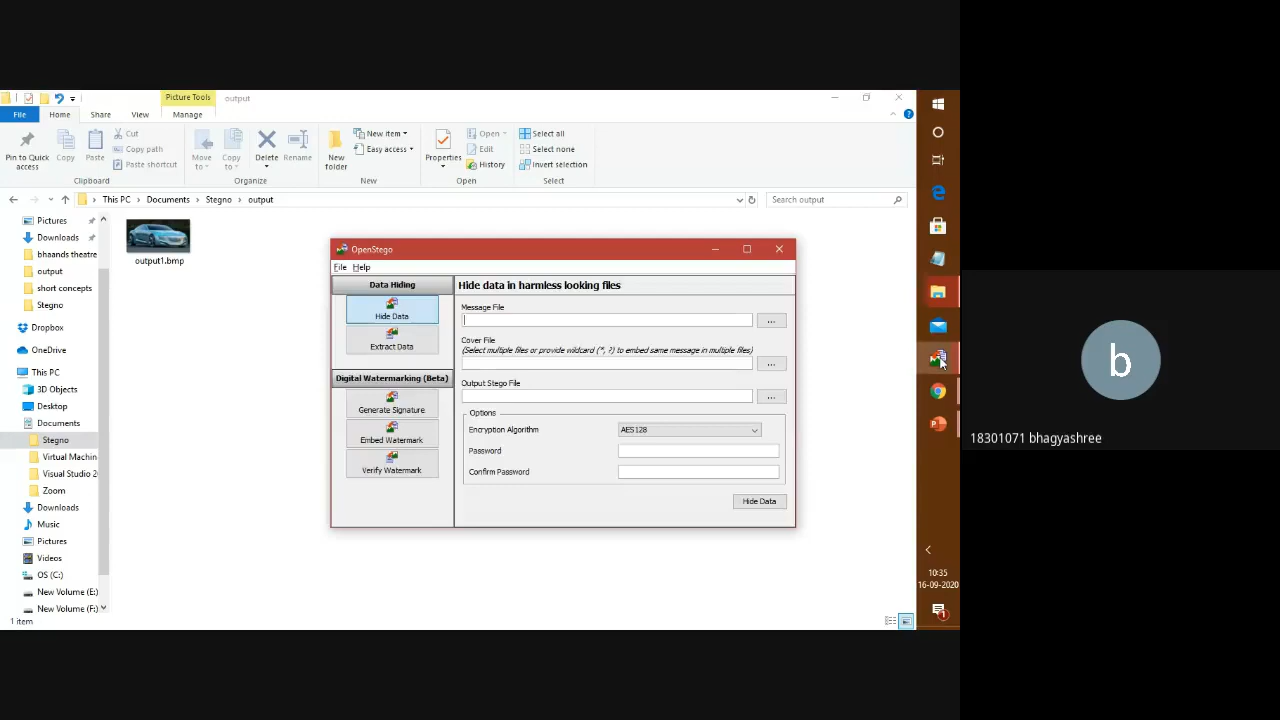 Picture Tools
output
File
Home
Share
View
Manage
Pin to Quick access
Copy
Paste
Cut
Copy path
Paste shortcut
Clipboard
Move to
Copy to
Delete
Rename
Organize
New folder
New item
Easy access
New
Properties
Open
Edit
History
Open
Select all
Select none
Invert selection
Select
This PC > Documents > Stegno > output
Search output
Pictures
Downloads
bhaands theatre
output
short concepts
Stegno
Dropbox
OneDrive
This PC
3D Objects
Desktop
Documents
Stegno
Virtual Machin
Visual Studio 2
Zoom
Downloads
Music
Pictures
Videos
OS (C:)
New Volume (E:)
New Volume (F:)
1 item
output1.bmp
OpenStego
File Help
Data Hiding
Hide Data
Extract Data
Digital Watermarking (Beta)
Generate Signature
Embed Watermark
Verify Watermark
Hide data in harmless looking files
Message File
...
Cover File
(Select multiple files or provide wildcard (*, ?) to embed same message in multiple files)
...
Output Stego File
...
Options
Encryption Algorithm
AES128
Password
Confirm Password
Hide Data
10:35
16-09-2020
1
b
18301071 bhagyashree